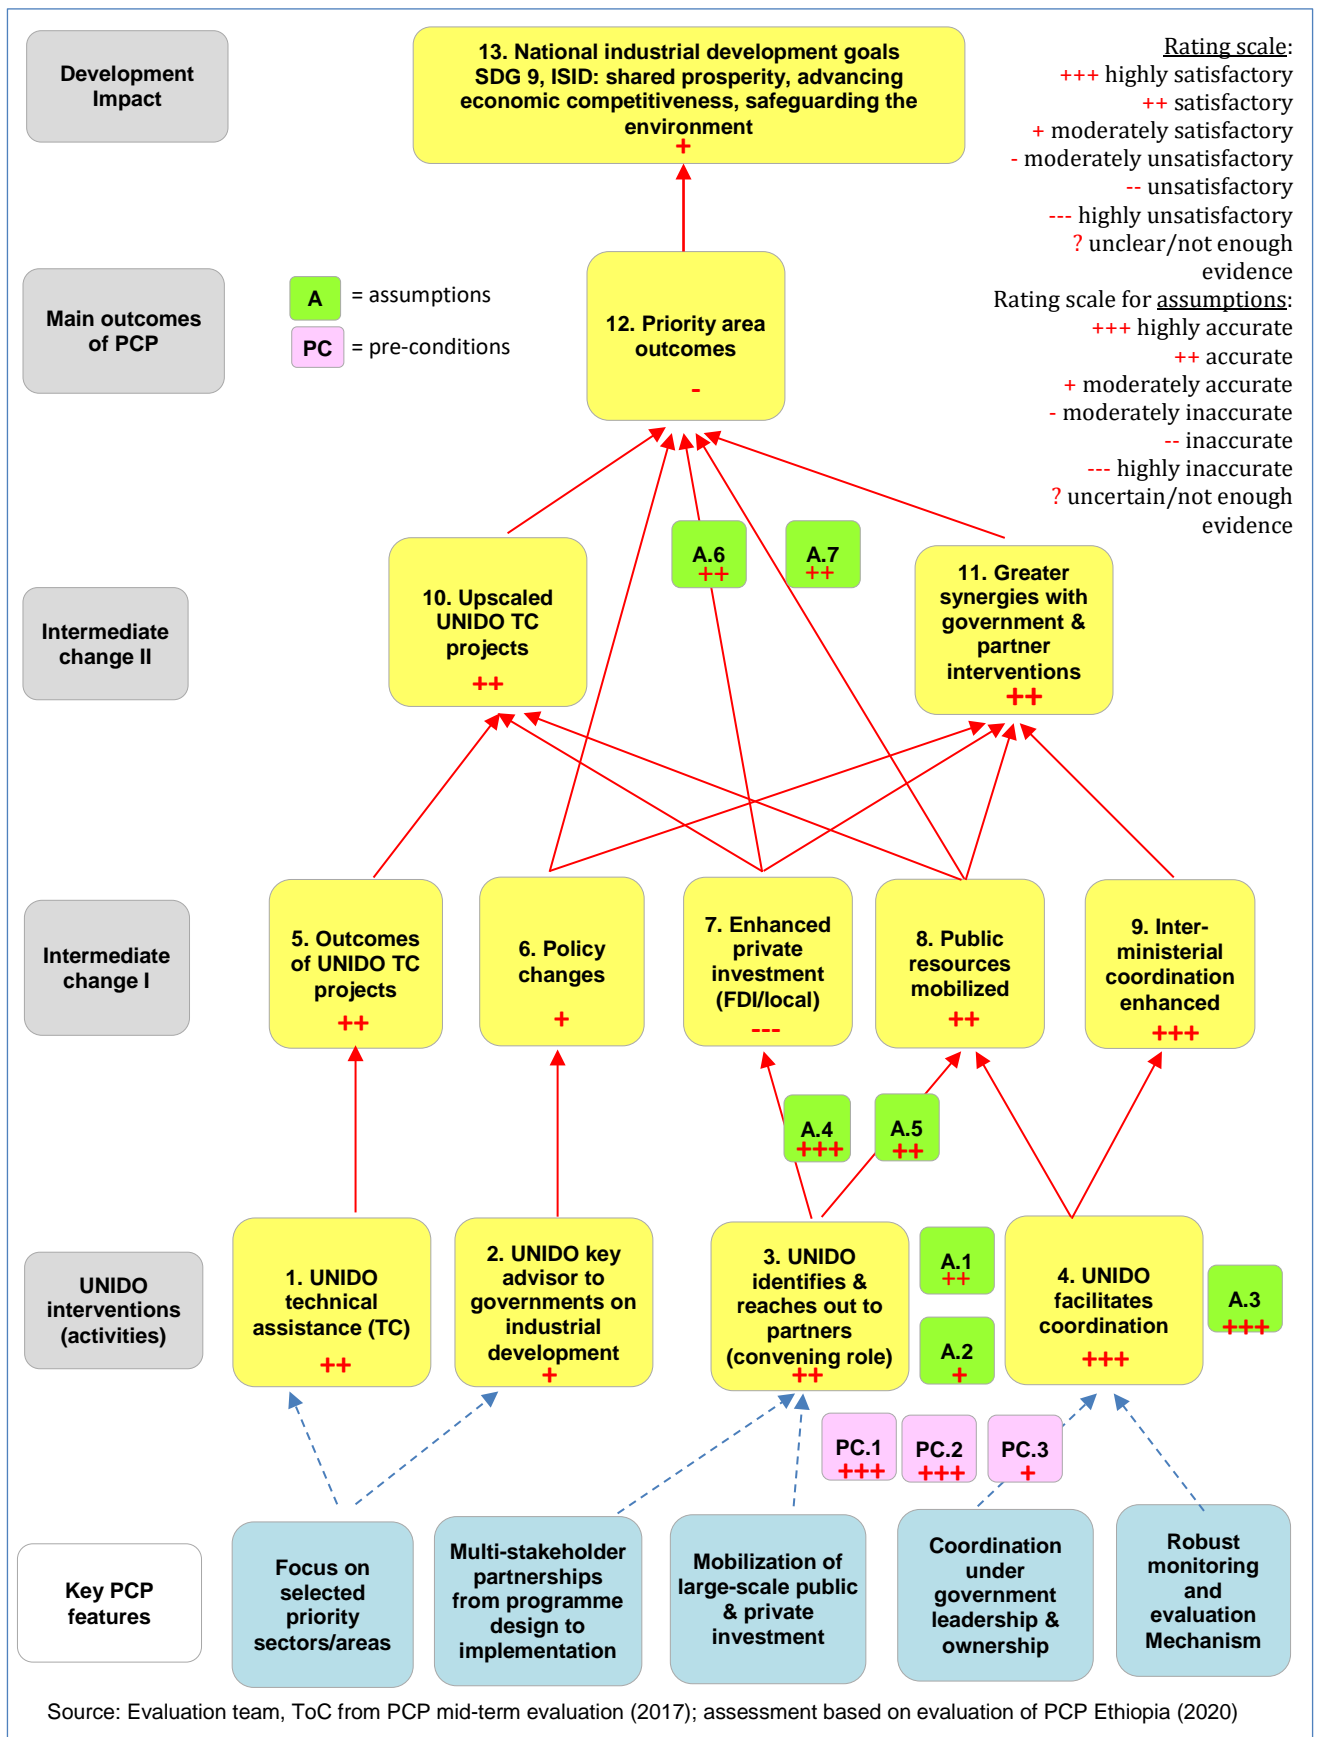 Development
Impact
13. National industrial development goals
SDG 9, ISID: shared prosperity, advancing
economic competitiveness, safeguarding the
environment
+
Rating scale:
+++ highly satisfactory
++ satisfactory
+ moderately satisfactory
- moderately unsatisfactory
-- unsatisfactory
--- highly unsatisfactory
? unclear/not enough
evidence
Rating scale for assumptions:
+++ highly accurate
++ accurate
+ moderately accurate
- moderately inaccurate
-- inaccurate
--- highly inaccurate
? uncertain/not enough
evidence
Main outcomes
of PCP
A = assumptions
PC = pre-conditions
12. Priority area
outcomes
-
Intermediate
change II
10. Upscaled
UNIDO TC
projects
++
A.6
++
A.7
++
11. Greater
synergies with
government &
partner
interventions
++
Intermediate
change I
5. Outcomes
of UNIDO TC
projects
++
6. Policy
changes
+
7. Enhanced
private
investment
(FDI/local)
---
8. Public
resources
mobilized
++
9. Inter-
ministerial
coordination
enhanced
+++
A.4
+++
A.5
++
UNIDO
interventions
(activities)
1. UNIDO
technical
assistance (TC)
++
2. UNIDO key
advisor to
governments on
industrial
development
+
3. UNIDO
identifies &
reaches out to
partners
(convening role)
++
A.1
++
A.2
+
4. UNIDO
facilitates
coordination
+++
A.3
+++
PC.1
+++
PC.2
+++
PC.3
+
Key PCP
features
Focus on
selected
priority
sectors/areas
Multi-stakeholder
partnerships
from programme
design to
implementation
Mobilization of
large-scale public
& private
investment
Coordination
under
government
leadership &
ownership
Robust
monitoring
and
evaluation
Mechanism
Source: Evaluation team, ToC from PCP mid-term evaluation (2017); assessment based on evaluation of PCP Ethiopia (2020)